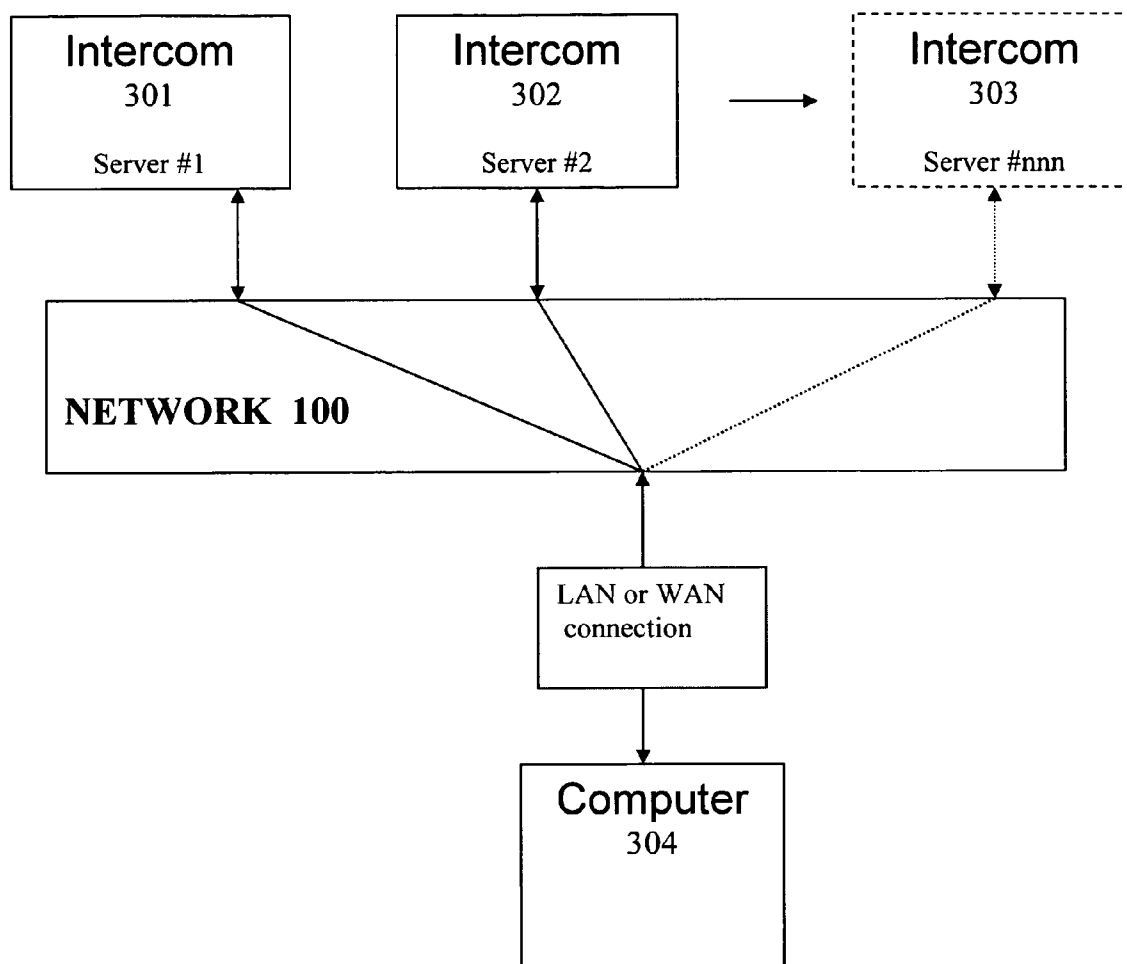 Intercom
301
Server #1
Intercom
302
Server #2
Intercom
303
Server #nnn
NETWORK 100
LAN or WAN
connection
Computer
304